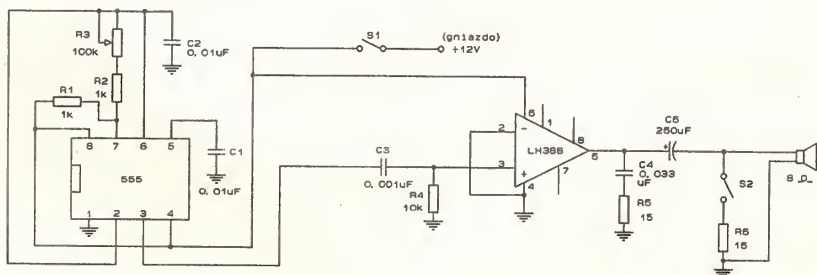 S1
(gniazdo)
+12V
R3
100k
C2
0,01uF
R2
1k
R1
1k
8
7
6
5
C1
0,01uF
555
1
2
3
4
C3
0,001uF
R4
10k
2
3
6
1
8
LM386
5
4
7
C4
0,033
uF
R5
15
C5
250uF
+
S2
R6
15
8